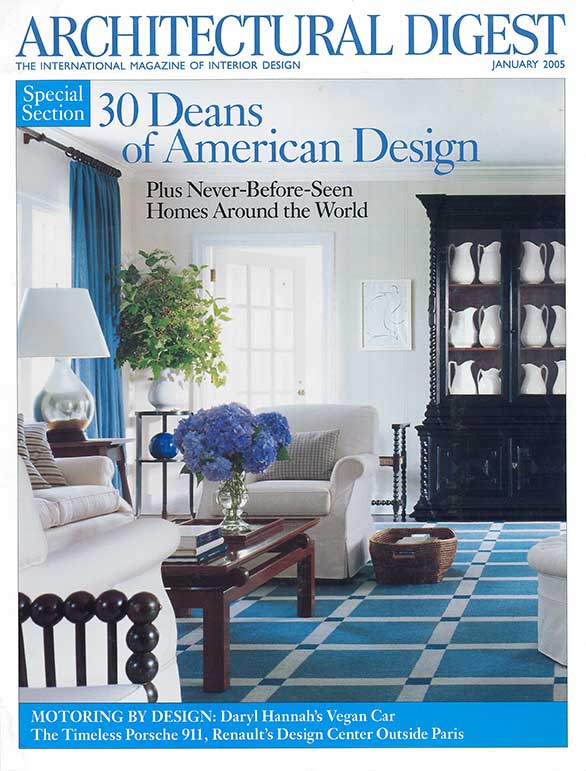 ARCHITECTURAL DIGEST
THE INTERNATIONAL MAGAZINE OF INTERIOR DESIGN
JANUARY 2005
Special
Section
30 Deans
of American Design
Plus Never-Before-Seen
Homes Around the World
MOTORING BY DESIGN: Daryl Hannah's Vegan Car
The Timeless Porsche 911, Renault's Design Center Outside Paris